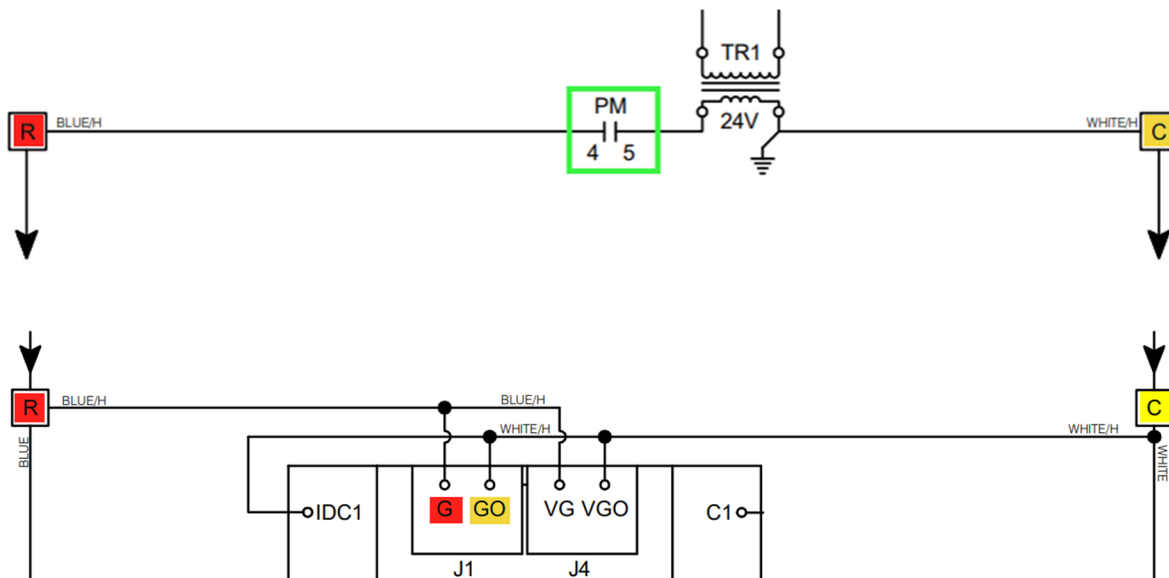 TR1
PM
24V
4 5
R
BLUE/H
WHITE/H
C
R
BLUE/H
BLUE/H
WHITE/H
WHITE/H
C
BLUE
WHITE
IDC1
G
GO
VG
VGO
C1
J1
J4